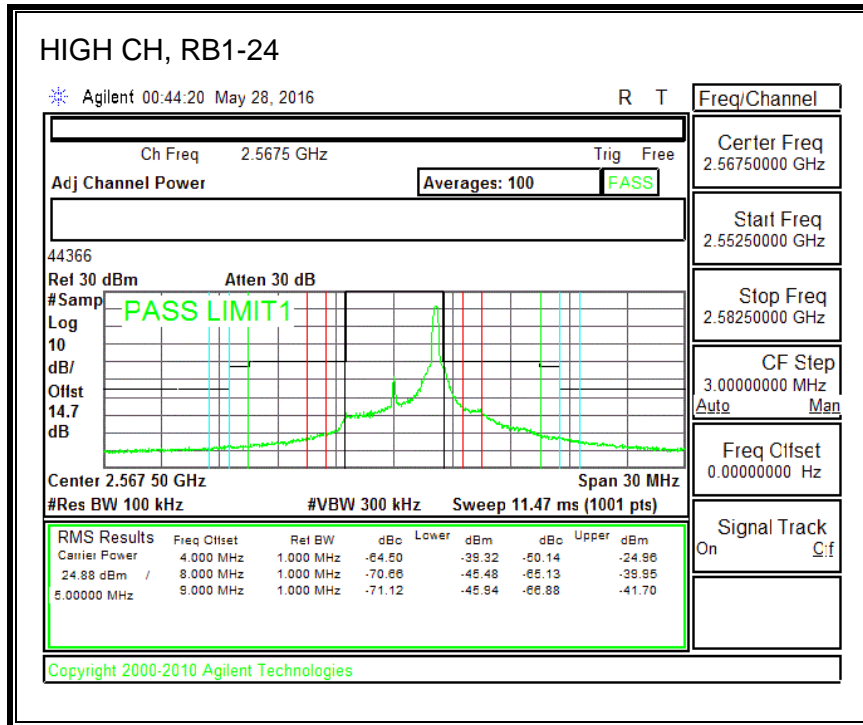 HIGH CH, RB1-24
Agilent 00:44:20 May 28, 2016 R T
Freq/Channel
Ch Freq 2.5675 GHz Trig Free
Adj Channel Power Averages: 100 PASS
Center Freq
2.56750000 GHz
Start Freq
2.55250000 GHz
Stop Freq
2.58250000 GHz
CF Step
3.00000000 MHz
Auto Man
Freq Offset
0.00000000 Hz
Signal Track
On Off
44366
Ref 30 dBm Atten 30 dB
#Samp
Log
10
dB/
Offst
14.7
dB
PASS LIMIT1
Center 2.567 50 GHz Span 30 MHz
#Res BW 100 kHz #VBW 300 kHz Sweep 11.47 ms (1001 pts)
RMS Results Freq Offset Ref BW dBc Lower dBm dBc Upper dBm
Carrier Power 4.000 MHz 1.000 MHz -64.50 -39.32 -50.14 -24.96
24.88 dBm / 8.000 MHz 1.000 MHz -70.66 -45.48 -65.13 -39.95
5.00000 MHz 9.000 MHz 1.000 MHz -71.12 -45.94 -66.88 -41.70
Copyright 2000-2010 Agilent Technologies